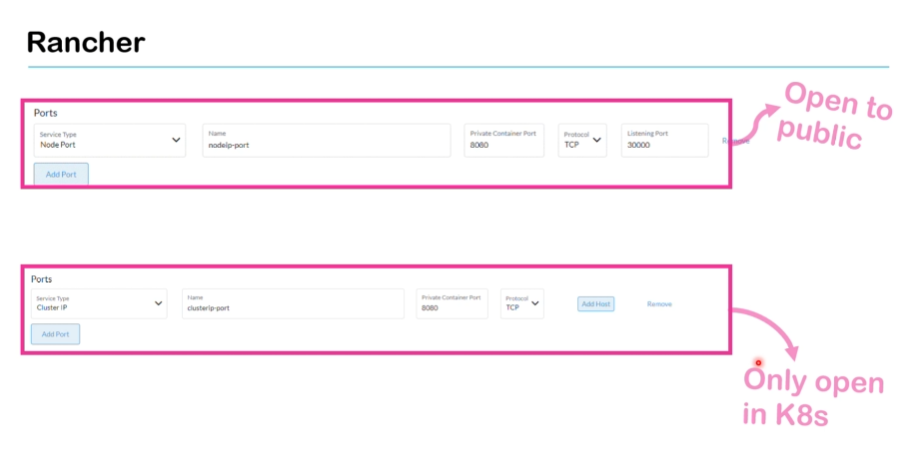 Rancher
Open to
public
Ports
Service Type
Node Port
Name
nodeip-port
Private Container Port
8080
Protocol
TCP
Listening Port
30000
Remove
Add Port
Ports
Service Type
Cluster IP
Name
clusterip-port
Private Container Port
8080
Protocol
TCP
Add Host
Remove
Add Port
Only open
in K8s